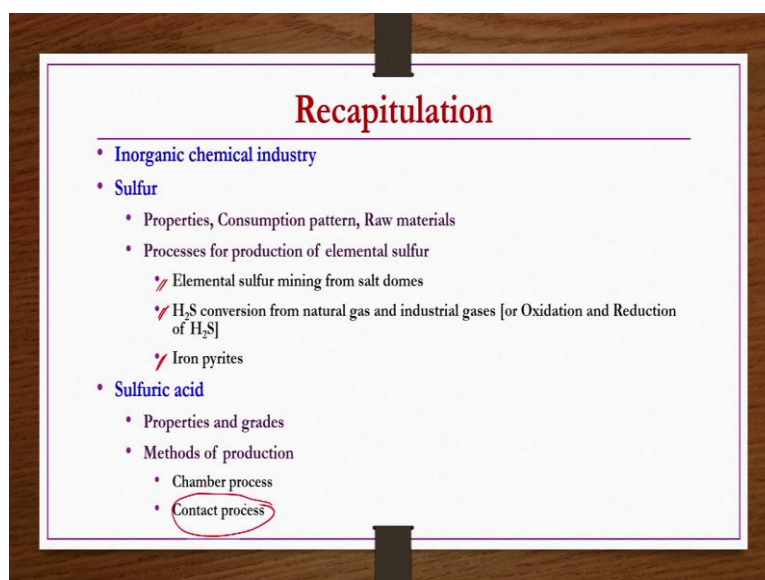 Recapitulation
• Inorganic chemical industry
• Sulfur
• Properties, Consumption pattern, Raw materials
• Processes for production of elemental sulfur
• Elemental sulfur mining from salt domes
• H₂S conversion from natural gas and industrial gases [or Oxidation and Reduction
of H₂S]
• Iron pyrites
• Sulfuric acid
• Properties and grades
• Methods of production
• Chamber process
• Contact process